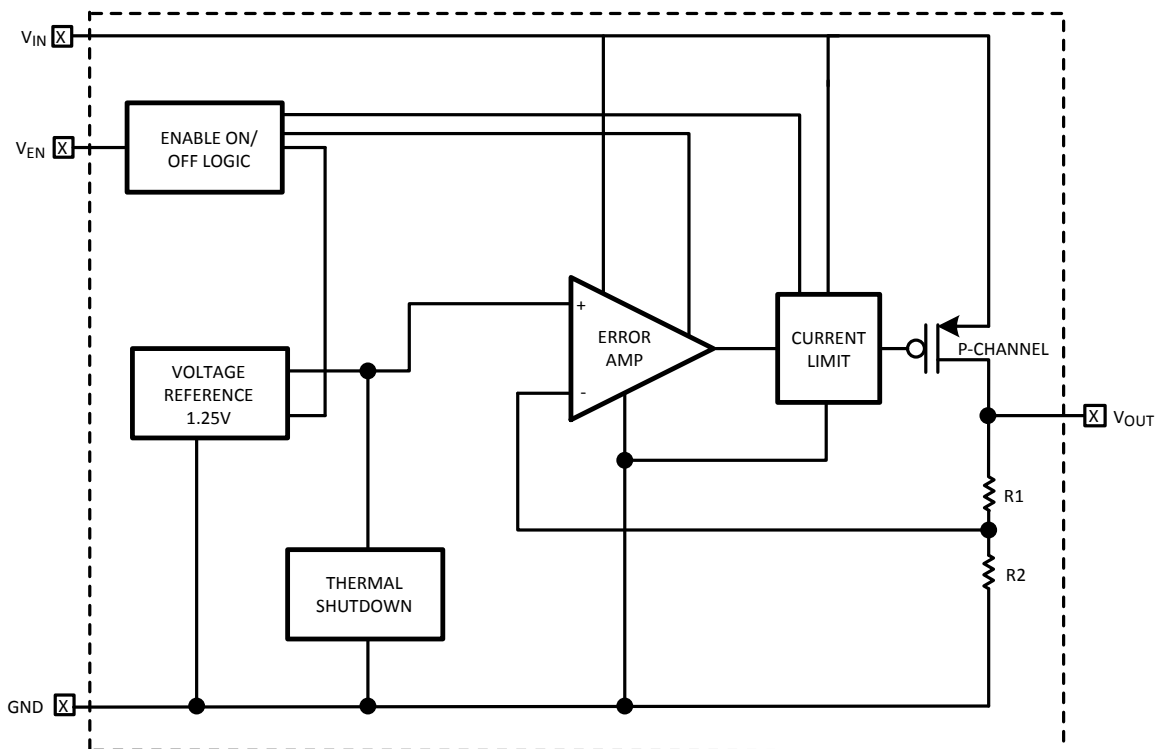 VIN X
VEN X
ENABLE ON/
OFF LOGIC
+
ERROR
AMP
-
CURRENT
LIMIT
P-CHANNEL
VOLTAGE
REFERENCE
1.25V
X VOUT
R1
R2
THERMAL
SHUTDOWN
GND X